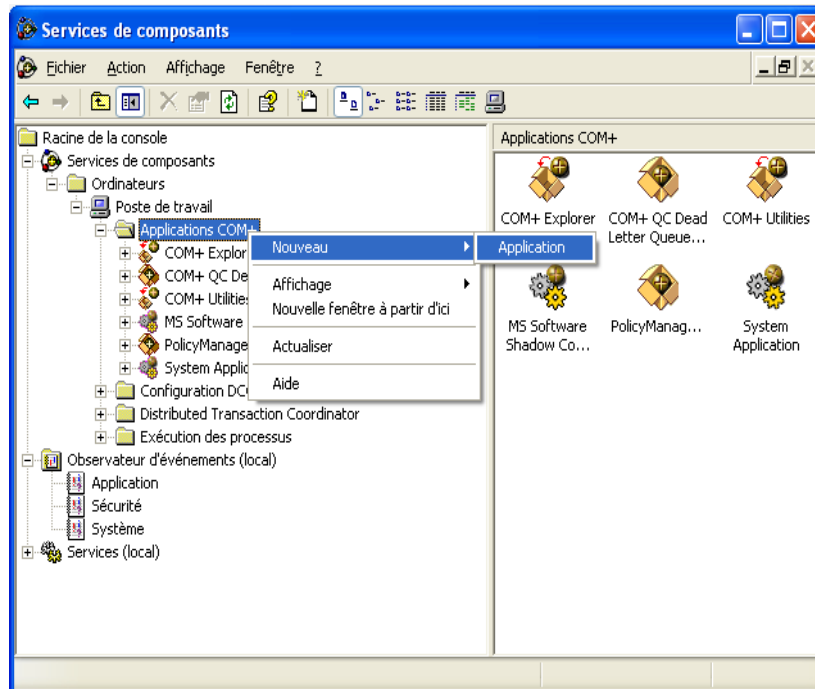 Services de composants
Fichier Action Affichage Fenêtre ?
Racine de la console
Services de composants
Ordinateurs
Poste de travail
Applications COM+
COM+ Explor
COM+ QC De
COM+ Utilitie
MS Software
PolicyManage
System Applic
Configuration DC
Distributed Transaction Coordinator
Exécution des processus
Observateur d'événements (local)
Application
Sécurité
Système
Services (local)
Nouveau
Affichage
Nouvelle fenêtre à partir d'ici
Actualiser
Aide
Application
Applications COM+
COM+ Explorer
COM+ QC Dead
Letter Queue...
COM+ Utilities
MS Software
Shadow Co...
PolicyManag...
System
Application